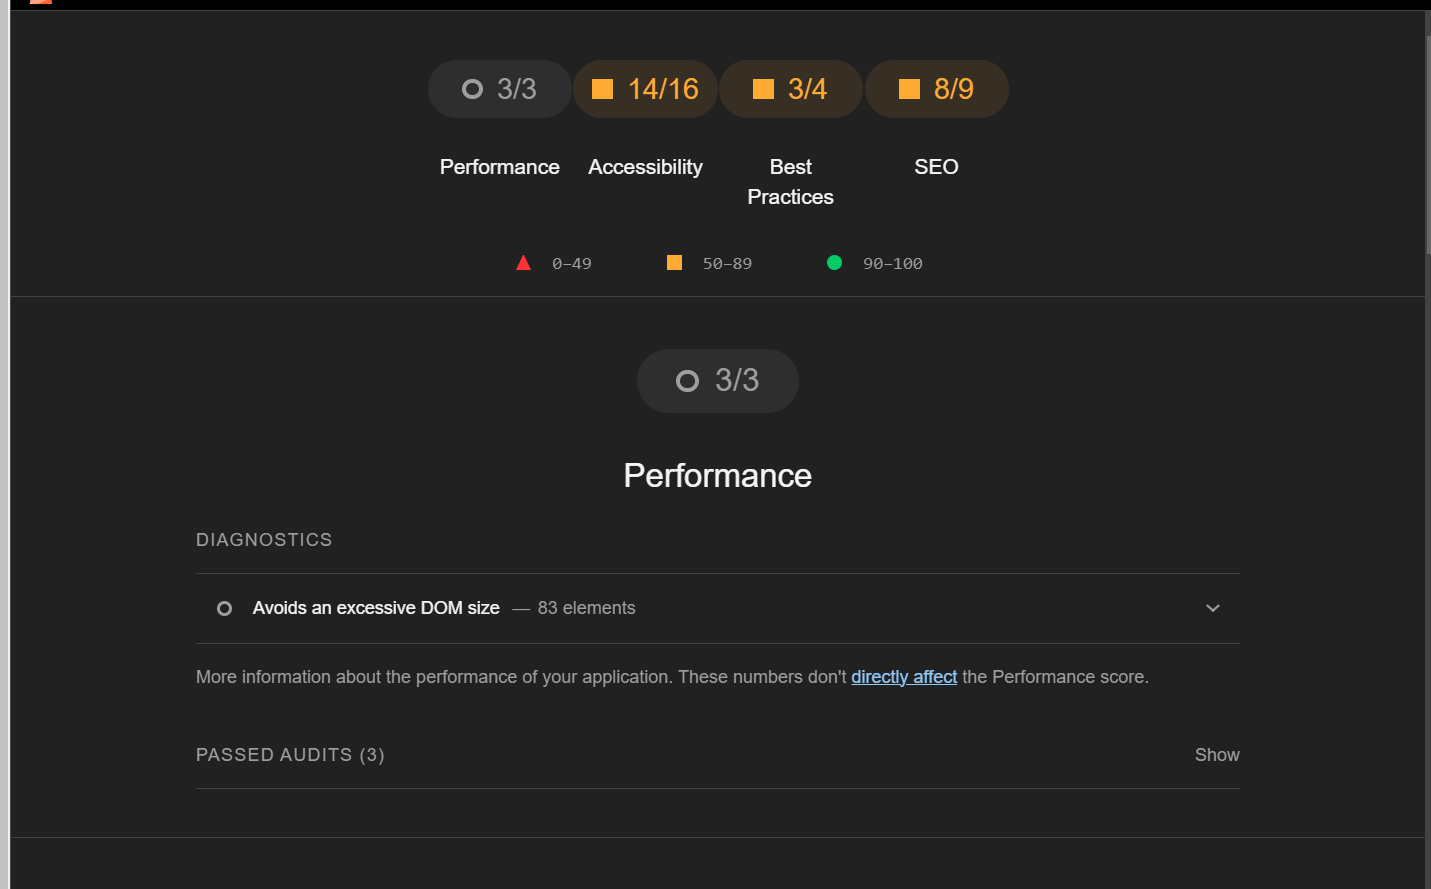 3/3 14/16 3/4 8/9
Performance Accessibility Best Practices SEO
0–49 50–89 90–100
3/3
Performance
DIAGNOSTICS
Avoids an excessive DOM size — 83 elements
More information about the performance of your application. These numbers don't directly affect the Performance score.
PASSED AUDITS (3) Show